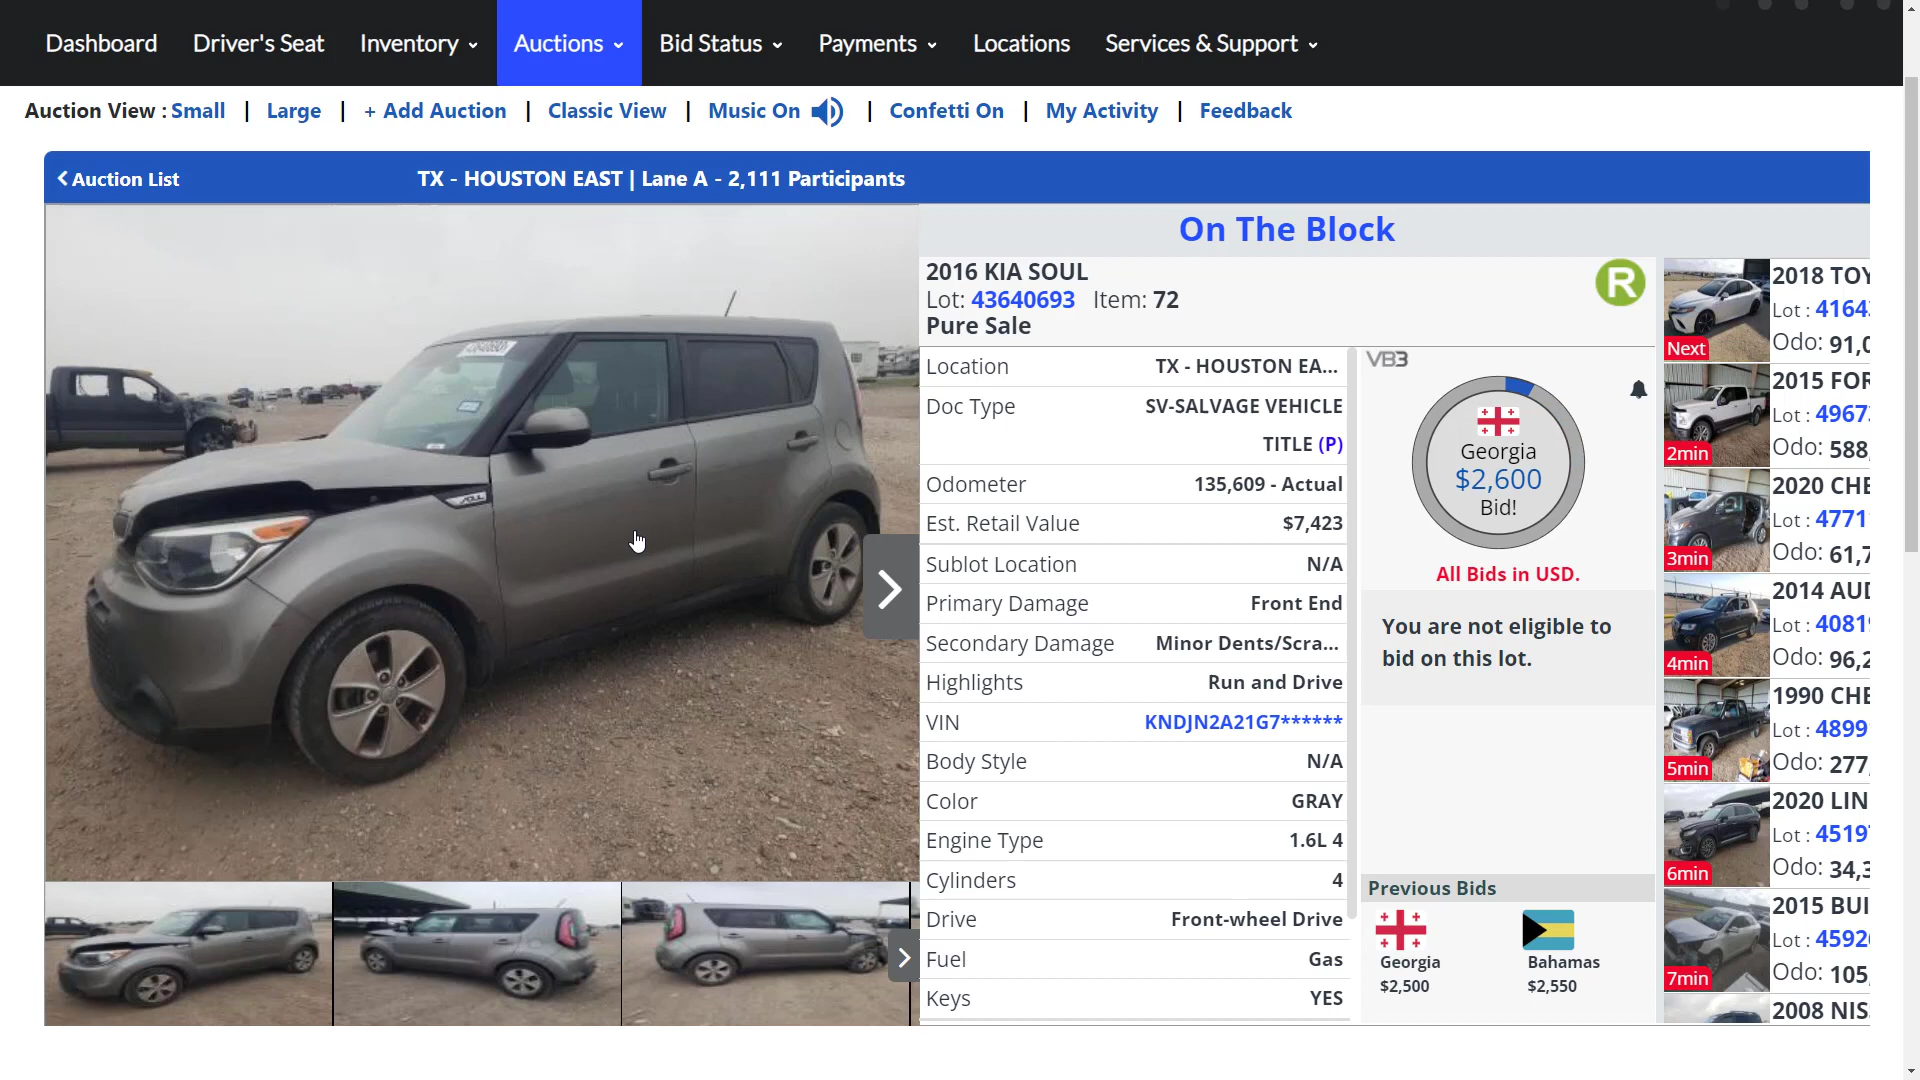 Dashboard Driver's Seat Inventory Auctions Bid Status Payments Locations Services & Support
Auction View : Small | Large | + Add Auction | Classic View | Music On | Confetti On | My Activity | Feedback
Auction List
TX - HOUSTON EAST | Lane A - 2,111 Participants
On The Block
2016 KIA SOUL
Lot: 43640693 Item: 72
Pure Sale
R
Location TX - HOUSTON EA...
Doc Type SV-SALVAGE VEHICLE
TITLE (P)
Odometer 135,609 - Actual
Est. Retail Value $7,423
Sublot Location N/A
Primary Damage Front End
Secondary Damage Minor Dents/Scra...
Highlights Run and Drive
VIN KNDJN2A21G7******
Body Style N/A
Color GRAY
Engine Type 1.6L 4
Cylinders 4
Drive Front-wheel Drive
Fuel Gas
Keys YES
VB3
Georgia
$2,600
Bid!
All Bids in USD.
You are not eligible to
bid on this lot.
Previous Bids
Georgia
$2,500
Bahamas
$2,550
2018 TOY
Lot : 4164
Odo: 91,0
Next
2015 FOR
Lot : 4967
Odo: 588,
2min
2020 CHE
Lot : 4771
Odo: 61,7
3min
2014 AUD
Lot : 4081
Odo: 96,2
4min
1990 CHE
Lot : 4899
Odo: 277,
5min
2020 LIN
Lot : 4519
Odo: 34,3
6min
2015 BUI
Lot : 4592
Odo: 105,
7min
2008 NIS